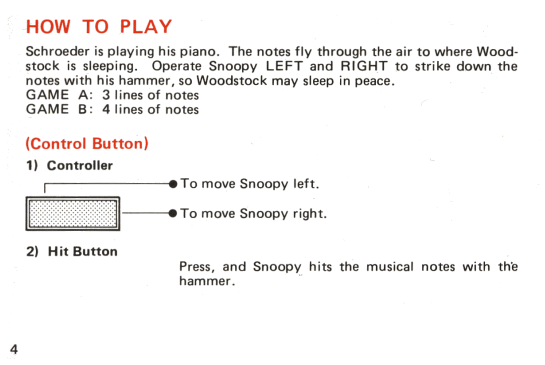 HOW TO PLAY
Schroeder is playing his piano. The notes fly through the air to where Wood-
stock is sleeping. Operate Snoopy LEFT and RIGHT to strike down the
notes with his hammer, so Woodstock may sleep in peace.
GAME A: 3 lines of notes
GAME B: 4 lines of notes
(Control Button)
1) Controller
To move Snoopy left.
To move Snoopy right.
2) Hit Button
Press, and Snoopy hits the musical notes with the
hammer.
4